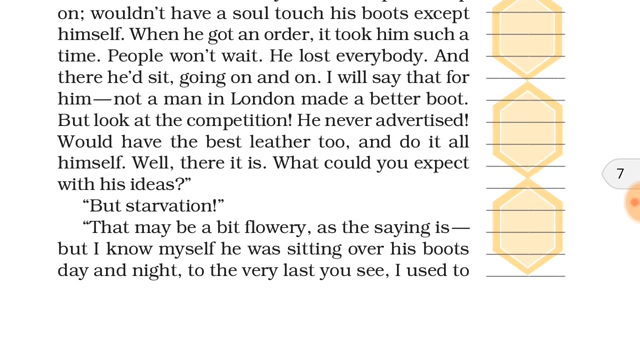 on; wouldn’t have a soul touch his boots except
himself. When he got an order, it took him such a
time. People won’t wait. He lost everybody. And
there he’d sit, going on and on. I will say that for
him—not a man in London made a better boot.
But look at the competition! He never advertised!
Would have the best leather too, and do it all
himself. Well, there it is. What could you expect
with his ideas?”
“But starvation!”
“That may be a bit flowery, as the saying is—
but I know myself he was sitting over his boots
day and night, to the very last you see, I used to
7